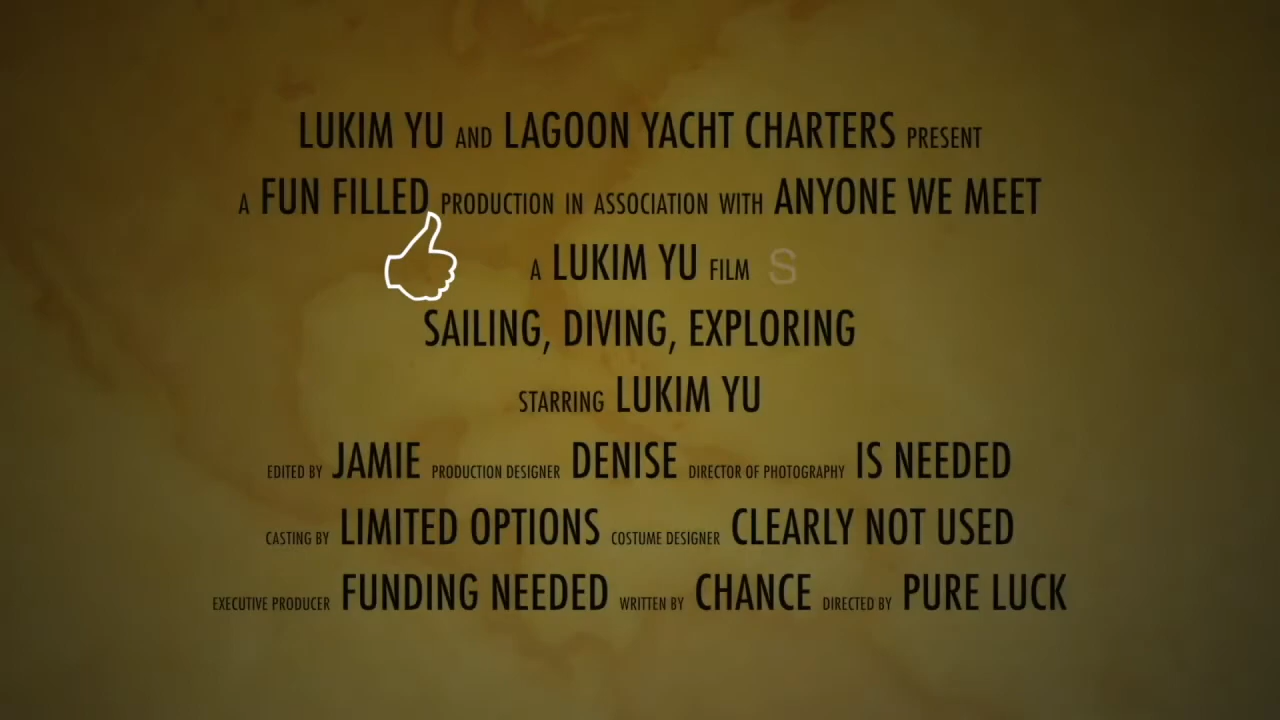 LUKIM YU AND LAGOON YACHT CHARTERS PRESENT
A FUN FILLED PRODUCTION IN ASSOCIATION WITH ANYONE WE MEET
A LUKIM YU FILM S
SAILING, DIVING, EXPLORING
STARRING LUKIM YU
EDITED BY JAMIE PRODUCTION DESIGNER DENISE DIRECTOR OF PHOTOGRAPHY IS NEEDED
CASTING BY LIMITED OPTIONS COSTUME DESIGNER CLEARLY NOT USED
EXECUTIVE PRODUCER FUNDING NEEDED WRITTEN BY CHANCE DIRECTED BY PURE LUCK